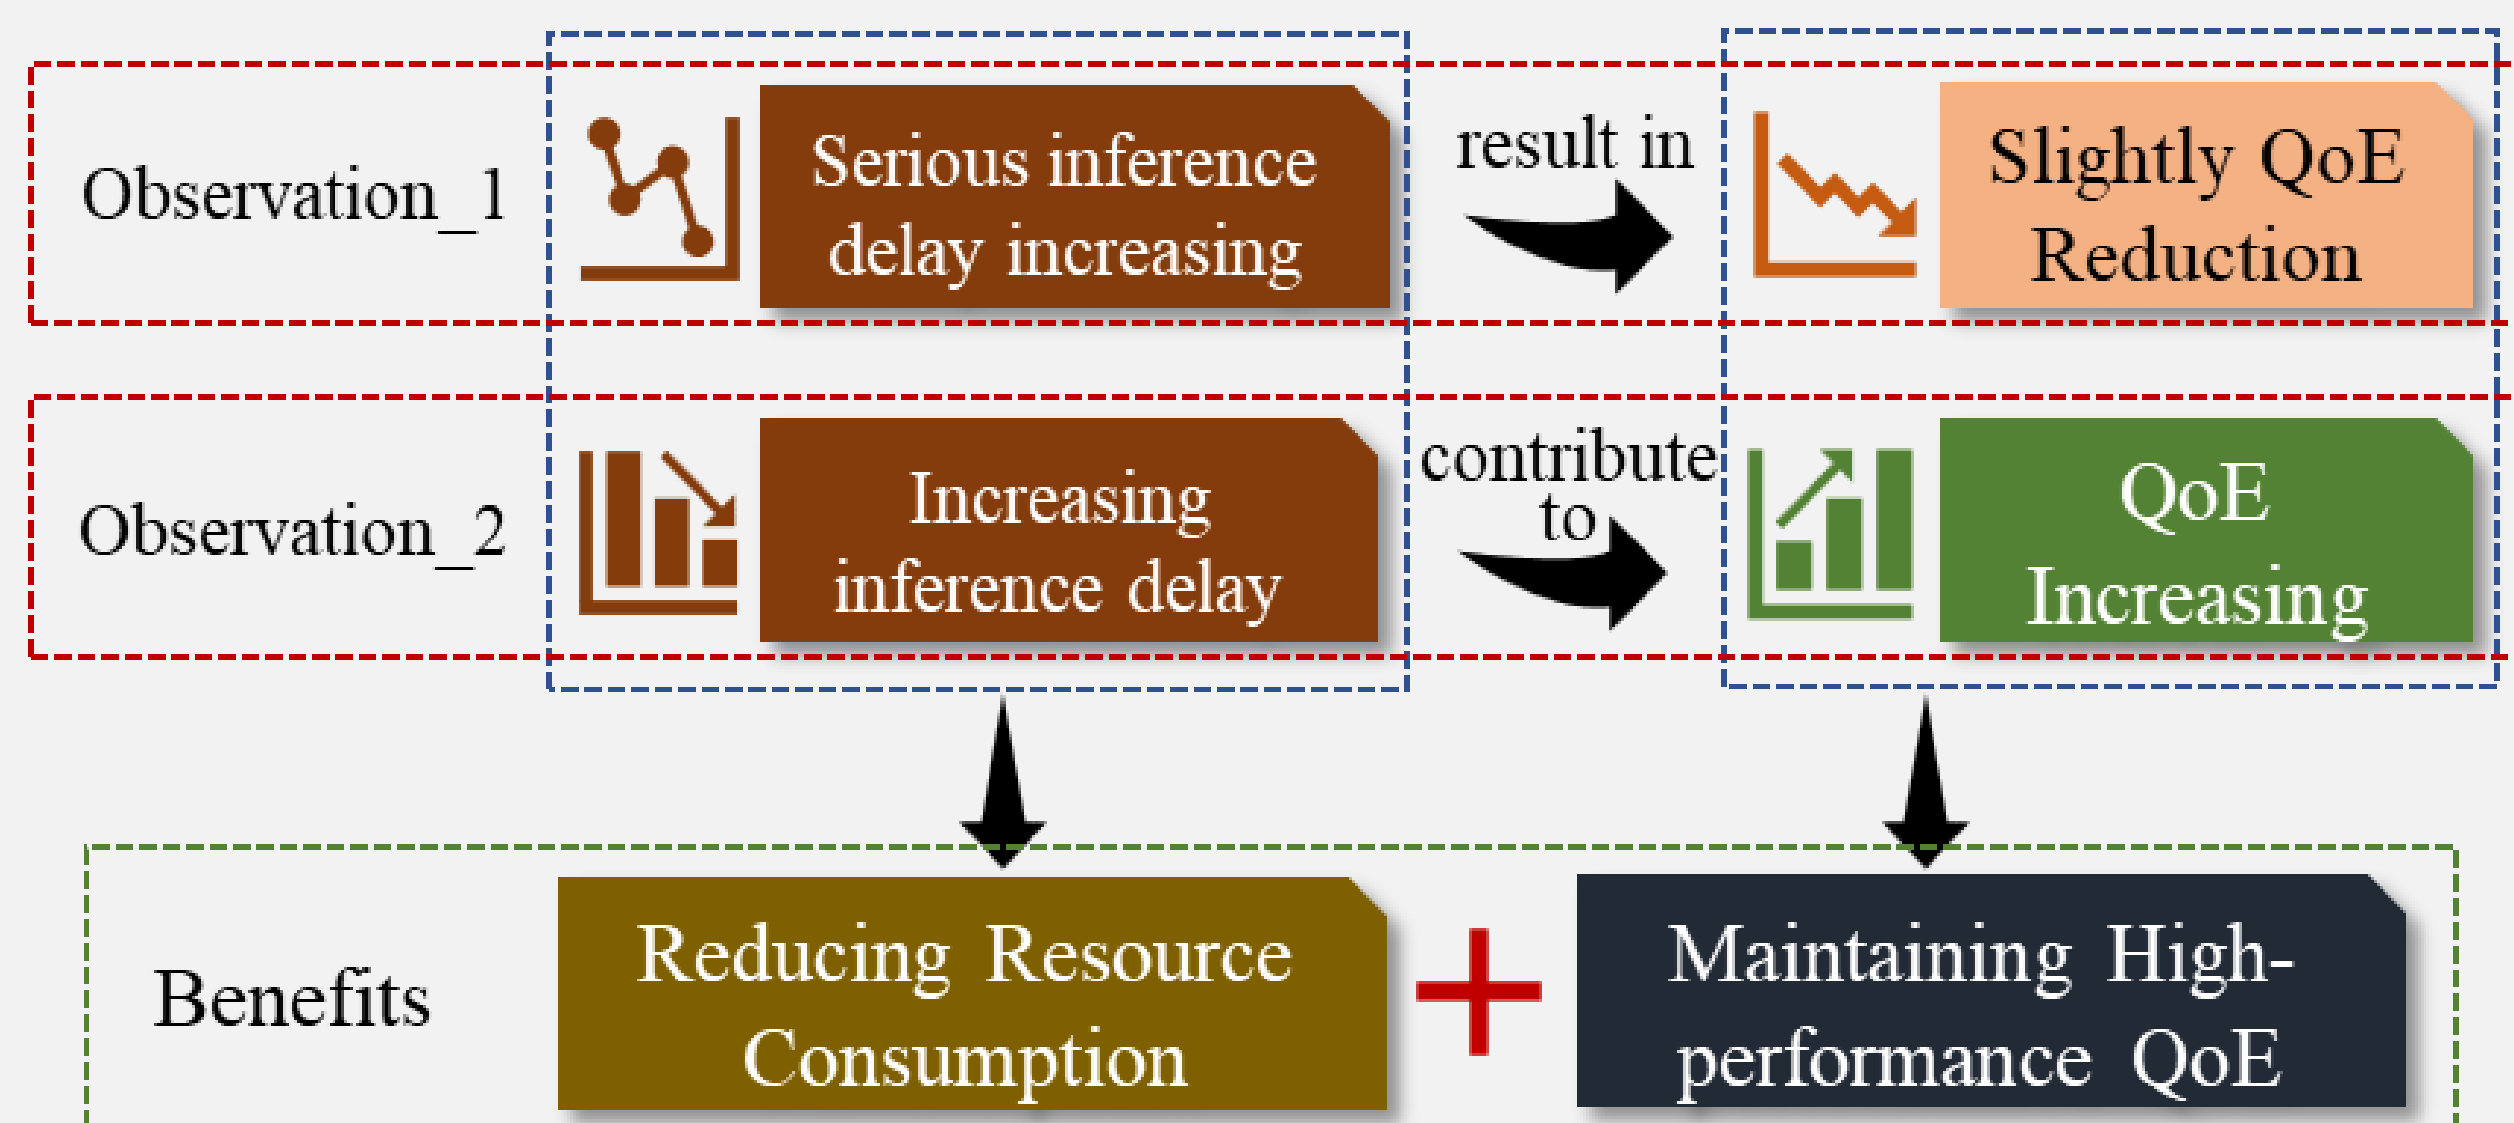 Observation_1
Serious inference
delay increasing
result in
Slightly QoE
Reduction
Observation_2
Increasing
inference delay
contribute
to
QoE
Increasing
Benefits
Reducing Resource
Consumption
+
Maintaining High-
performance QoE